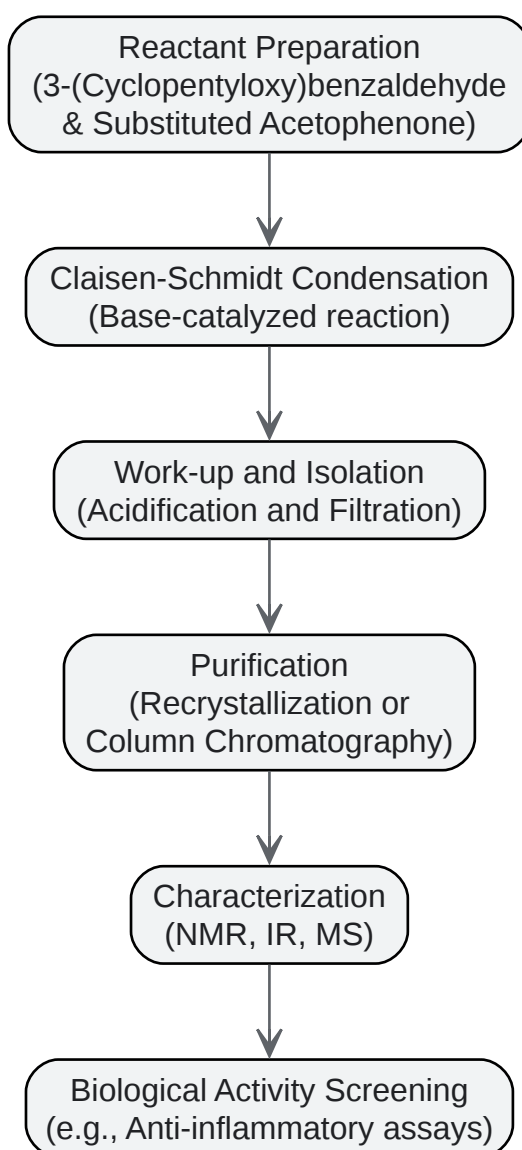 Reactant Preparation
(3-(Cyclopentyloxy)benzaldehyde
& Substituted Acetophenone)
Claisen-Schmidt Condensation
(Base-catalyzed reaction)
Work-up and Isolation
(Acidification and Filtration)
Purification
(Recrystallization or
Column Chromatography)
Characterization
(NMR, IR, MS)
Biological Activity Screening
(e.g., Anti-inflammatory assays)